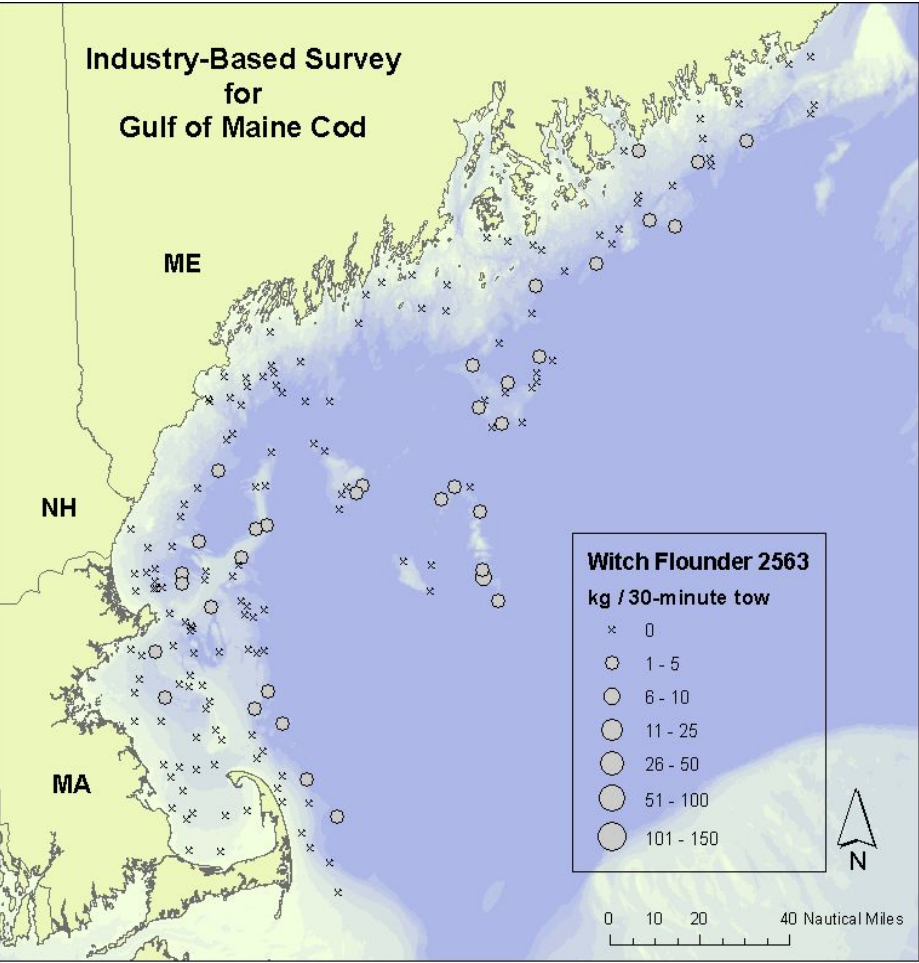 Industry-Based Survey
for
Gulf of Maine Cod
ME
NH
MA
Witch Flounder 2563
kg / 30-minute tow
0
1 - 5
6 - 10
11 - 25
26 - 50
51 - 100
101 - 150
N
0 10 20 40 Nautical Miles